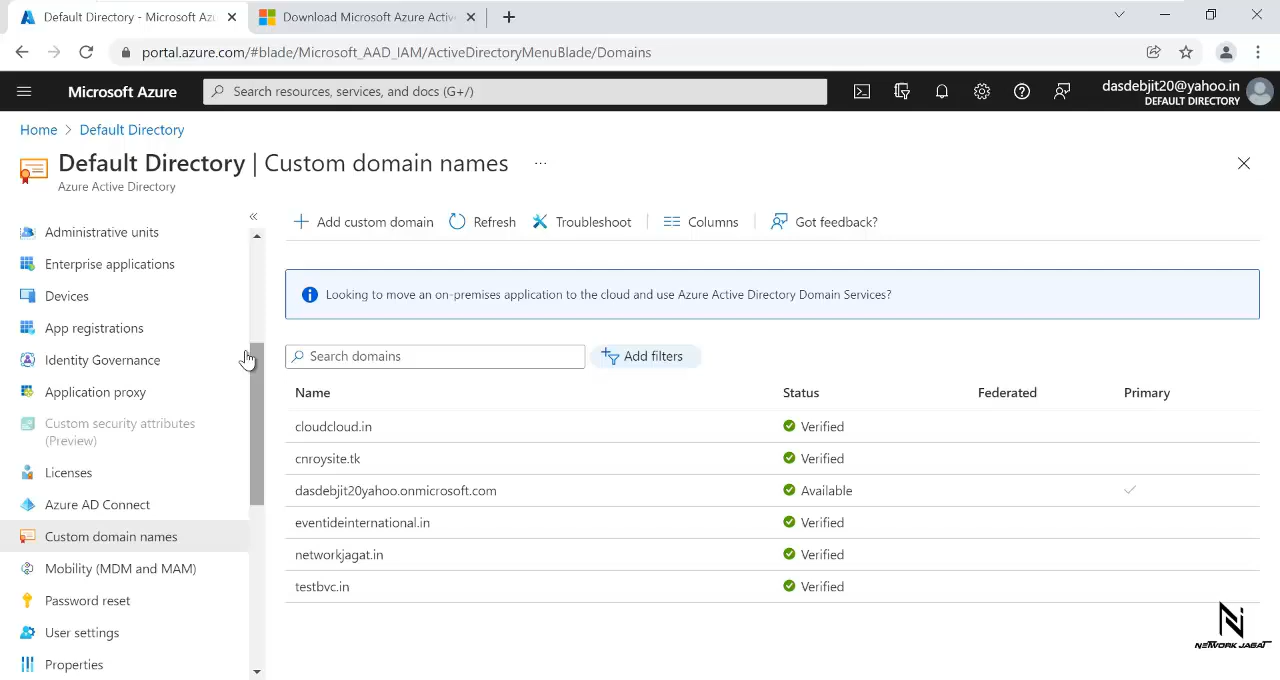 Default Directory - Microsoft Az
Download Microsoft Azure Activ
portal.azure.com/#blade/Microsoft_AAD_IAM/ActiveDirectoryMenuBlade/Domains
Microsoft Azure
Search resources, services, and docs (G+/)
dasdebjit20@yahoo.in
DEFAULT DIRECTORY
Home > Default Directory
Default Directory | Custom domain names ...
Azure Active Directory
Administrative units
Enterprise applications
Devices
App registrations
Identity Governance
Application proxy
Custom security attributes
(Preview)
Licenses
Azure AD Connect
Custom domain names
Mobility (MDM and MAM)
Password reset
User settings
Properties
Add custom domain Refresh Troubleshoot Columns Got feedback?
Looking to move an on-premises application to the cloud and use Azure Active Directory Domain Services?
Search domains
Add filters
Name Status Federated Primary
cloudcloud.in Verified
cnroysite.tk Verified
dasdebjit20yahoo.onmicrosoft.com Available
eventideinternational.in Verified
networkjagat.in Verified
testbvc.in Verified
NETWORK JAGAT